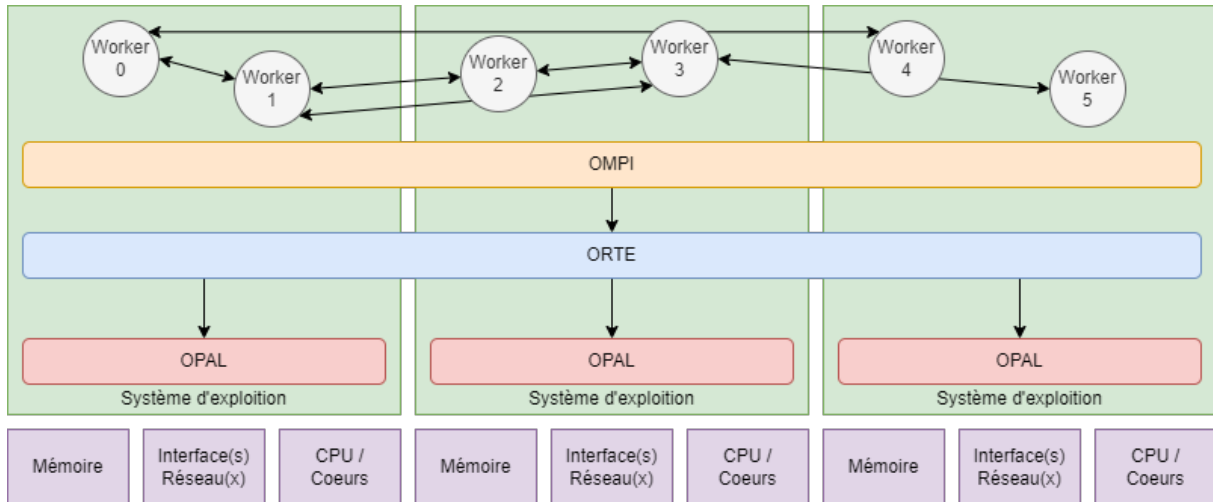 Worker
0
Worker
1
Worker
2
Worker
3
Worker
4
Worker
5
OMPI
ORTE
OPAL
OPAL
OPAL
Système d'exploition
Système d'exploition
Système d'exploition
Mémoire
Interface(s)
Réseau(x)
CPU /
Coeurs
Mémoire
Interface(s)
Réseau(x)
CPU /
Coeurs
Mémoire
Interface(s)
Réseau(x)
CPU /
Coeurs